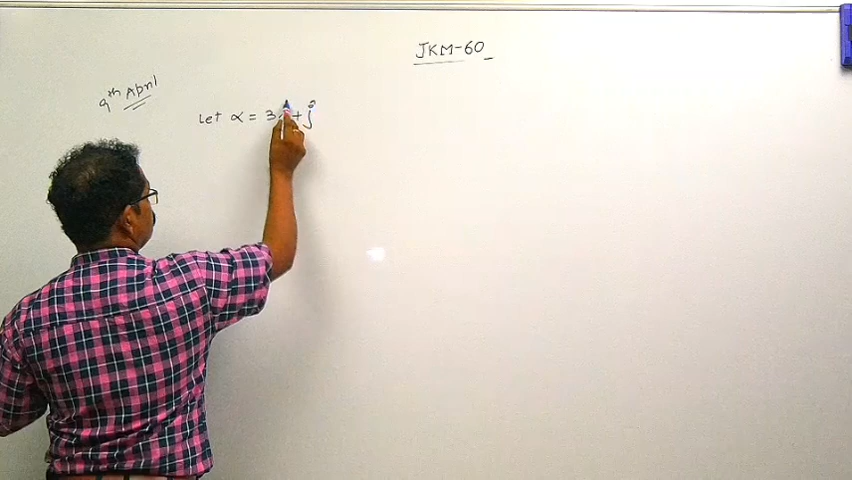 JKM-60
9th April
Let α = 3 + j